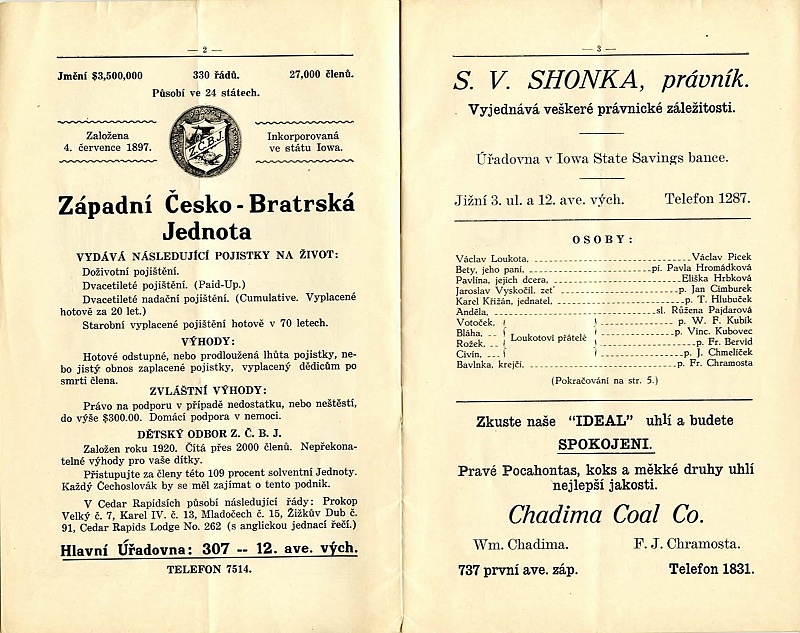 — 2 —
Jmění $3,500,000 330 řádů. 27,000 členů.
Působí ve 24 státech.
Založena
4. července 1897.
Z.Č.B.J.
Inkorporovaná
ve státu Iowa.
Západní Česko - Bratrská
Jednota
VYDÁVÁ NÁSLEDUJÍCÍ POJISTKY NA ŽIVOT:
Doživotní pojištění.
Dvacetileté pojištění. (Paid-Up.)
Dvacetileté nadační pojištění. (Cumulative. Vyplacené
hotově za 20 let.)
Starobní vyplacené pojištění hotově v 70 letech.
VÝHODY:
Hotové odstupné, nebo prodloužená lhůta pojistky, ne-
bo jistý obnos zaplacené pojistky, vyplacený dědicům po
smrti člena.
ZVLÁŠTNÍ VÝHODY:
Právo na podporu v případě nedostatku, nebo neštěstí,
do výše $300.00. Domácí podpora v nemoci.
DĚTSKÝ ODBOR Z. Č. B. J.
Založen roku 1920. Čítá přes 2000 členů. Nepřekona-
telné výhody pro vaše dítky.
Přistupujte za členy této 109 procent solventní Jednoty.
Každý Čechoslovák by se měl zajímat o tento podnik.
V Cedar Rapidsích působí následující řády: Prokop
Velký č. 7, Karel IV. č. 13, Mladočech č. 15, Žižkův Dub č.
91, Cedar Rapids Lodge No. 262 (s anglickou jednací řečí.)
Hlavní Úřadovna: 307 -- 12. ave. vých.
TELEFON 7514.
— 3 —
S. V. SHONKA, právník.
Vyjednává veškeré právnické záležitosti.
Úřadovna v Iowa State Savings bance.
Jižní 3. ul. a 12. ave. vých. Telefon 1287.
OSOBY:
Václav Loukota, Václav Picek
Bety, jeho paní, pí. Pavla Hromádková
Pavlína, jejich dcera, Eliška Hrbková
Jaroslav Vyskočil, zeť p. Jan Cimburek
Karel Křižán, jednatel, p. T. Hlubuček
Anděla, sl. Růžena Pajdarová
Votoček, p. W. F. Kubík
Bláha, Loukotovi přátelé p. Vinc. Kubovec
Rožek, p. Fr. Bervid
Civín, p. J. Chmelíček
Bavlnka, krejčí, p. Fr. Chramosta
(Pokračování na str. 5.)
Zkuste naše "IDEAL" uhlí a budete
SPOKOJENI.
Pravé Pocahontas, koks a měkké druhy uhlí
nejlepší jakosti.
Chadima Coal Co.
Wm. Chadima. F. J. Chramosta.
737 první ave. záp. Telefon 1831.